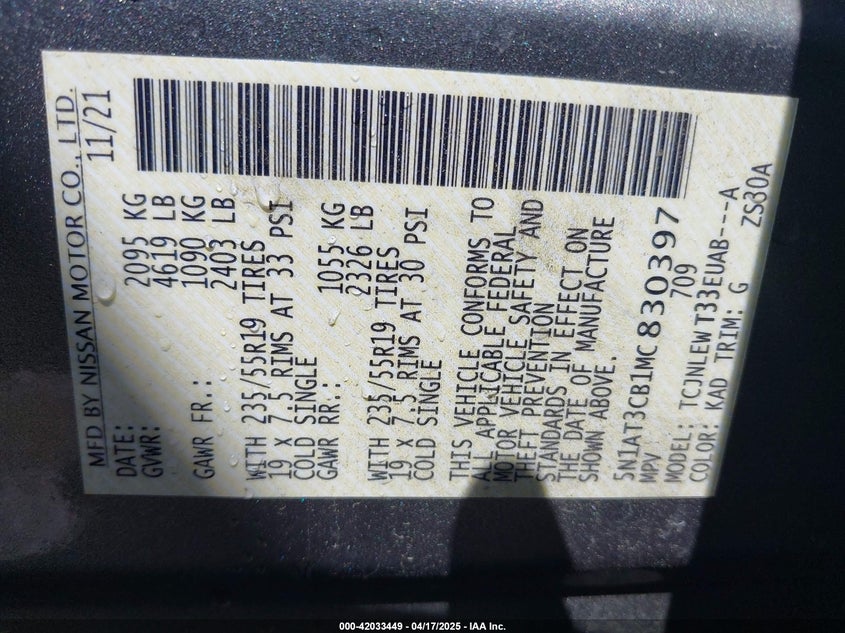 MFD BY NISSAN MOTOR CO., LTD.
DATE: 11/21
GVWR: 2095 KG
4619 LB
GAWR FR.: 1090 KG
2403 LB
WITH 235/55R19 TIRES
19 X 7.5 RIMS AT 33 PSI
COLD SINGLE
GAWR RR.: 1055 KG
2326 LB
WITH 235/55R19 TIRES
19 X 7.5 RIMS AT 30 PSI
COLD SINGLE
THIS VEHICLE CONFORMS TO
ALL APPLICABLE FEDERAL
MOTOR VEHICLE SAFETY AND
THEFT PREVENTION
STANDARDS IN EFFECT ON
THE DATE OF MANUFACTURE
SHOWN ABOVE.
5N1AT3CB1MC830397
MPV 709
MODEL: TCJNLEWT33EUAB----A
COLOR: KAD TRIM: G ZS30A
000-42033449 - 04/17/2025 - IAA Inc.